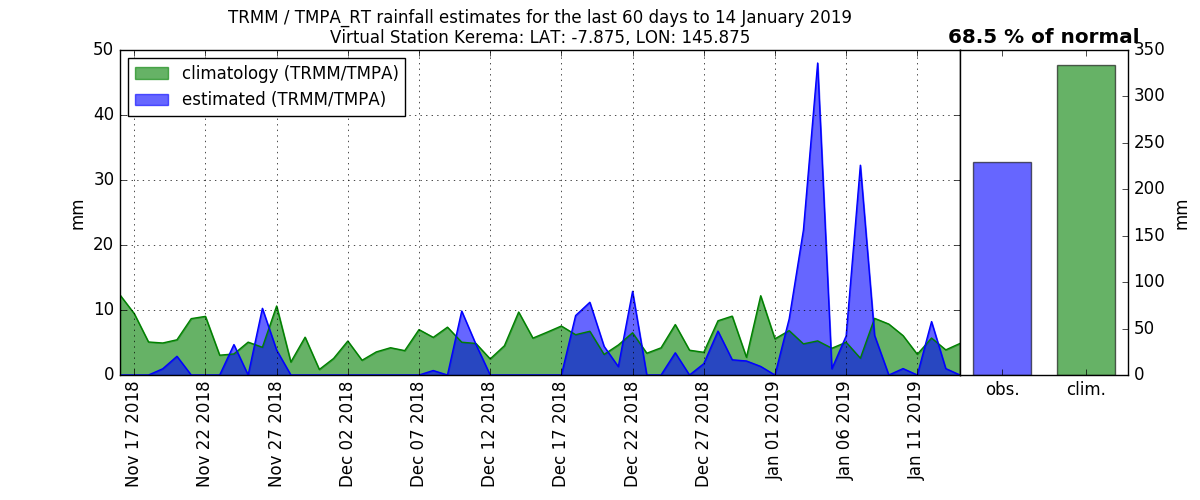 TRMM / TMPA_RT rainfall estimates for the last 60 days to 14 January 2019
Virtual Station Kerema: LAT: -7.875, LON: 145.875
68.5 % of normal
climatology (TRMM/TMPA)
estimated (TRMM/TMPA)
50
40
30
20
10
0
mm
Nov 17 2018
Nov 22 2018
Nov 27 2018
Dec 02 2018
Dec 07 2018
Dec 12 2018
Dec 17 2018
Dec 22 2018
Dec 27 2018
Jan 01 2019
Jan 06 2019
Jan 11 2019
obs.
clim.
350
300
250
200
150
100
50
0
mm